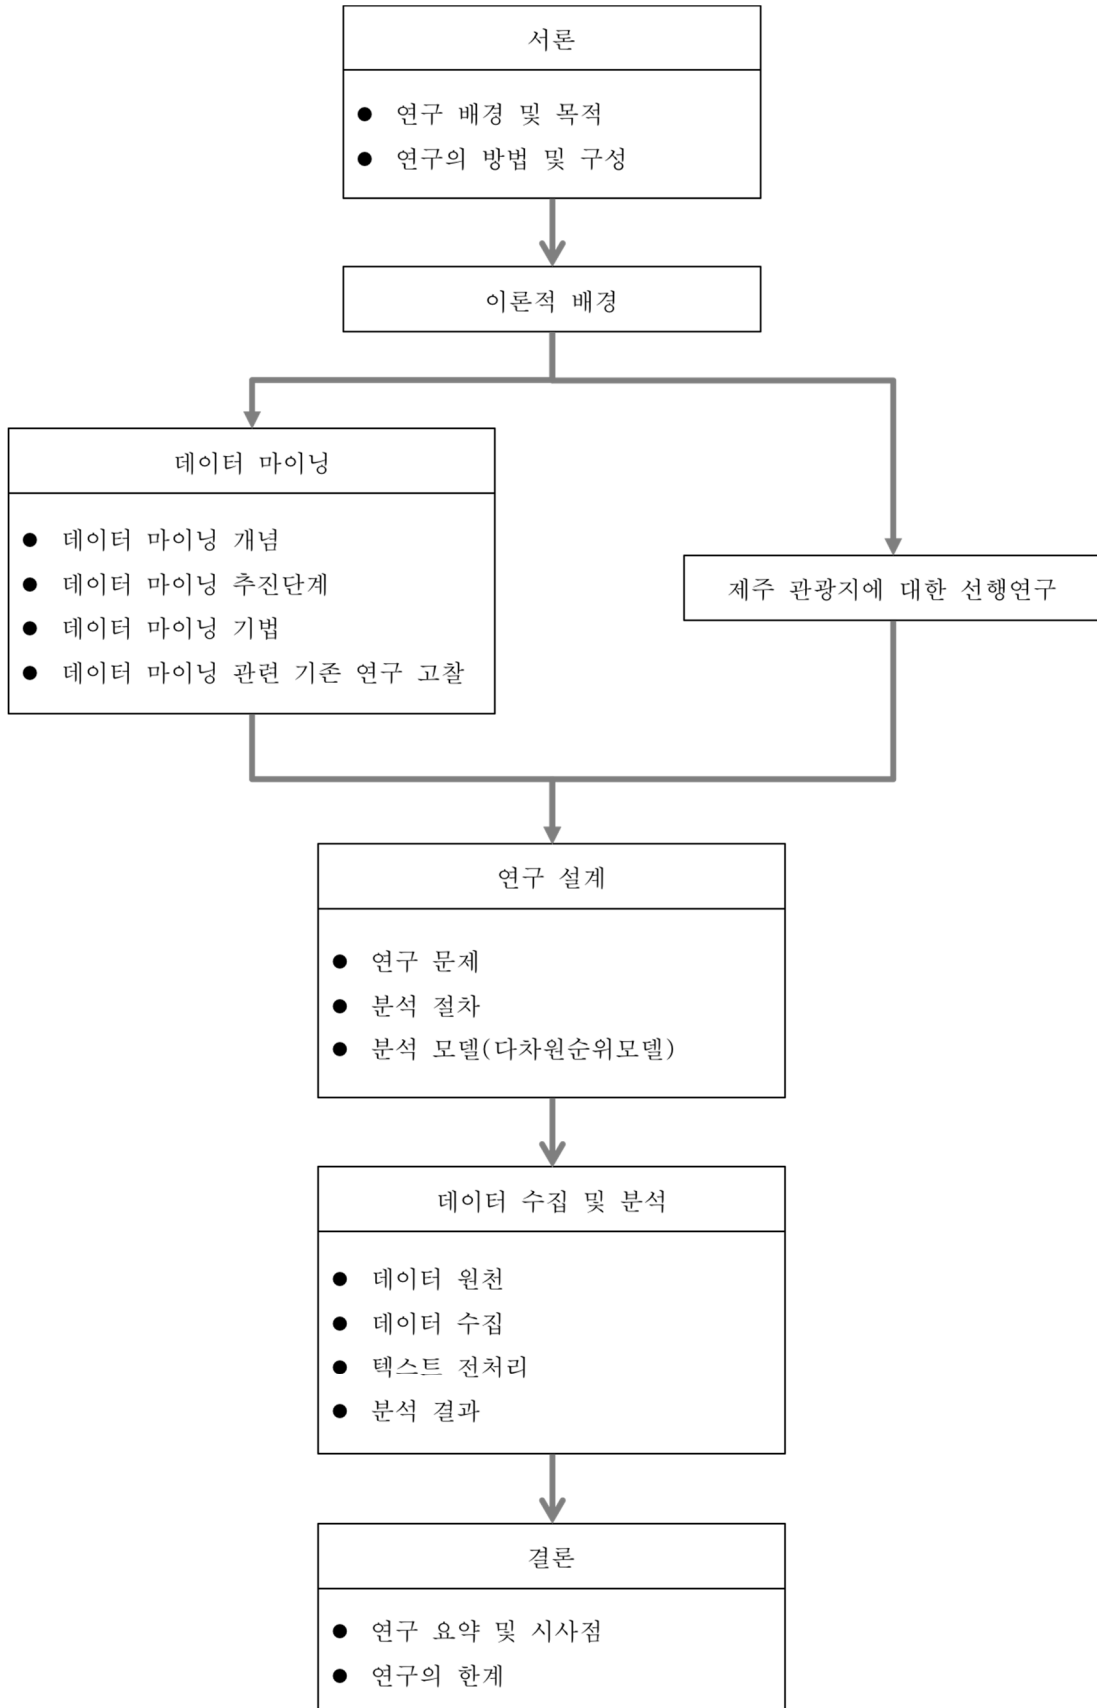 서론
● 연구 배경 및 목적
● 연구의 방법 및 구성
이론적 배경
데이터 마이닝
● 데이터 마이닝 개념
● 데이터 마이닝 추진단계
● 데이터 마이닝 기법
● 데이터 마이닝 관련 기존 연구 고찰
제주 관광지에 대한 선행연구
연구 설계
● 연구 문제
● 분석 절차
● 분석 모델(다차원순위모델)
데이터 수집 및 분석
● 데이터 원천
● 데이터 수집
● 텍스트 전처리
● 분석 결과
결론
● 연구 요약 및 시사점
● 연구의 한계